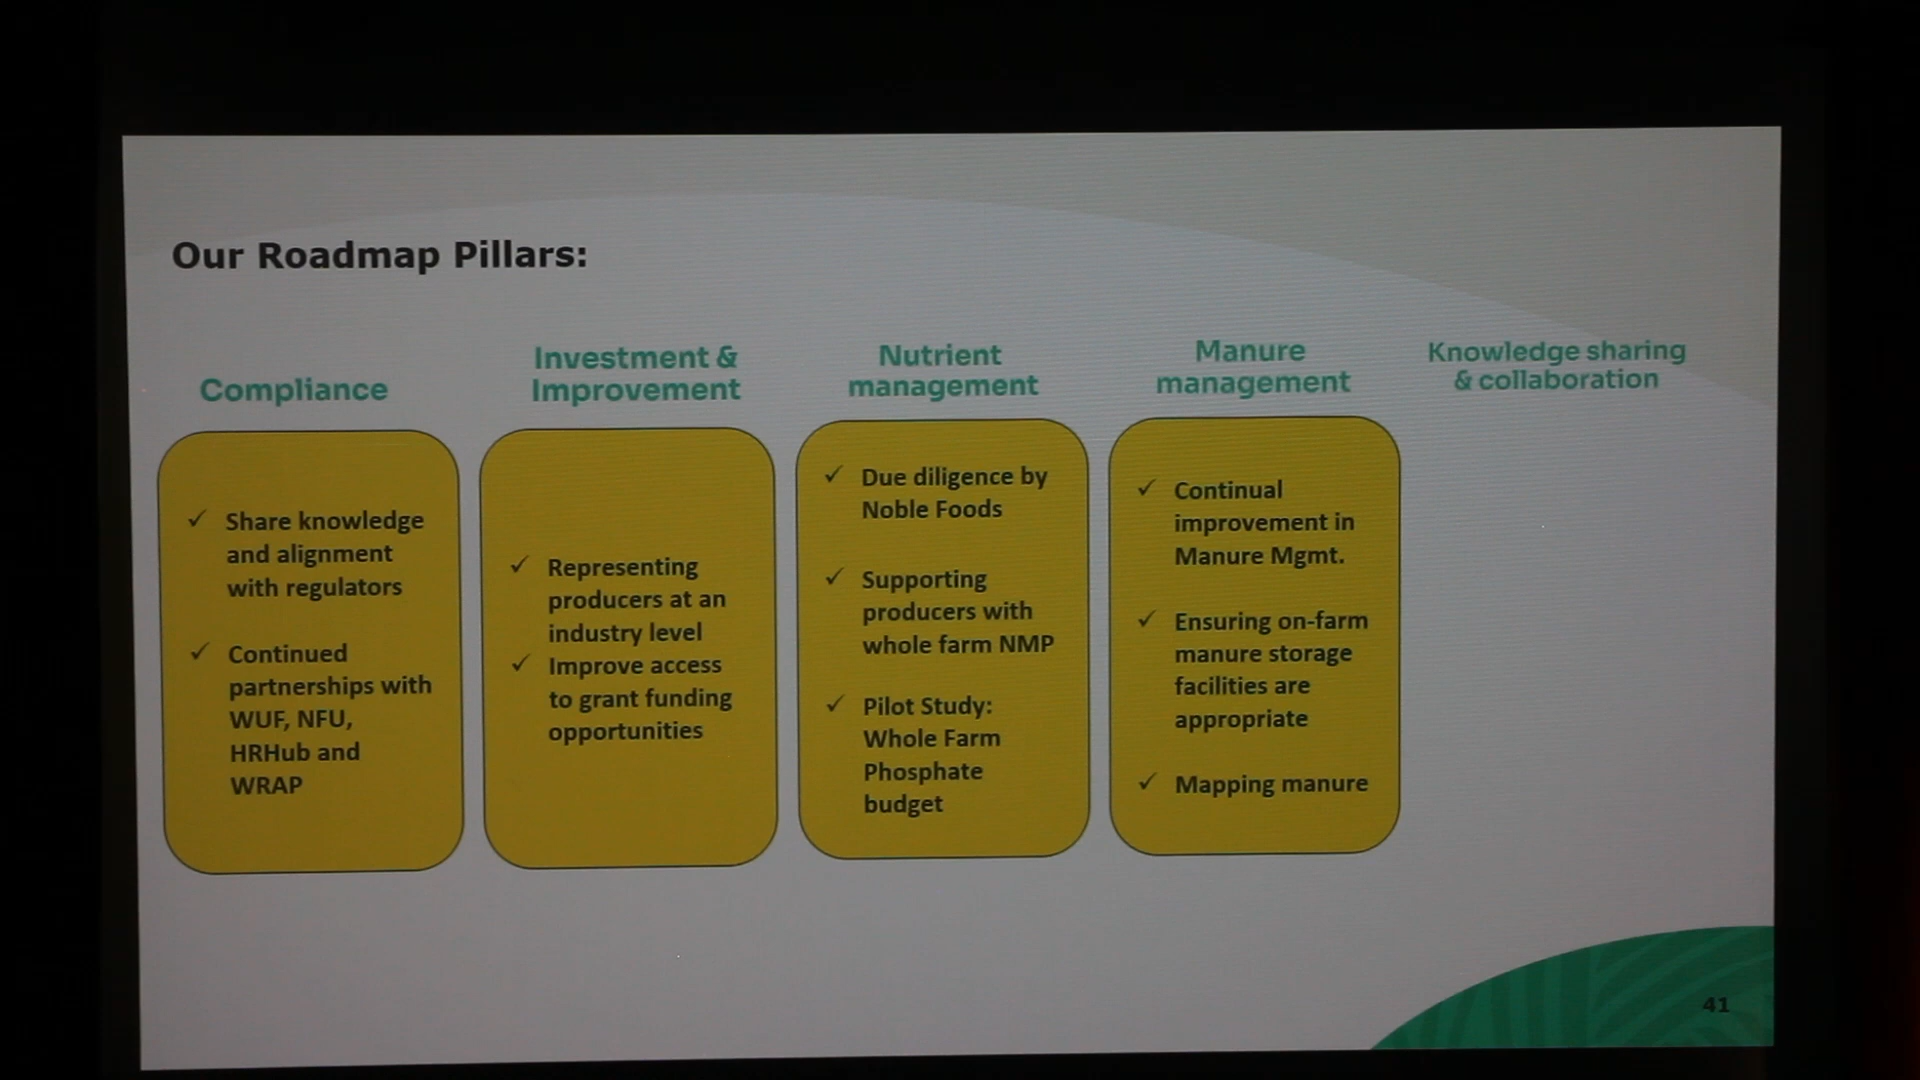 Our Roadmap Pillars:
Compliance
✓ Share knowledge
and alignment
with regulators
✓ Continued
partnerships with
WUF, NFU,
HRHub and
WRAP
Investment &
Improvement
✓ Representing
producers at an
industry level
✓ Improve access
to grant funding
opportunities
Nutrient
management
✓ Due diligence by
Noble Foods
✓ Supporting
producers with
whole farm NMP
✓ Pilot Study:
Whole Farm
Phosphate
budget
Manure
management
✓ Continual
improvement in
Manure Mgmt.
✓ Ensuring on-farm
manure storage
facilities are
appropriate
✓ Mapping manure
Knowledge sharing
& collaboration
41